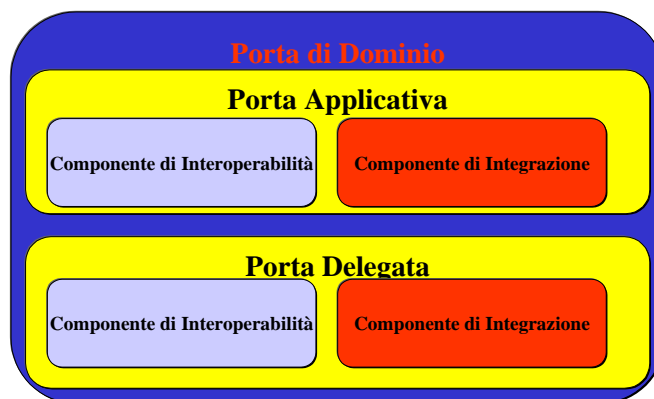 Porta di Dominio
Porta Applicativa
Componente di Interoperabilità
Componente di Integrazione
Porta Delegata
Componente di Interoperabilità
Componente di Integrazione